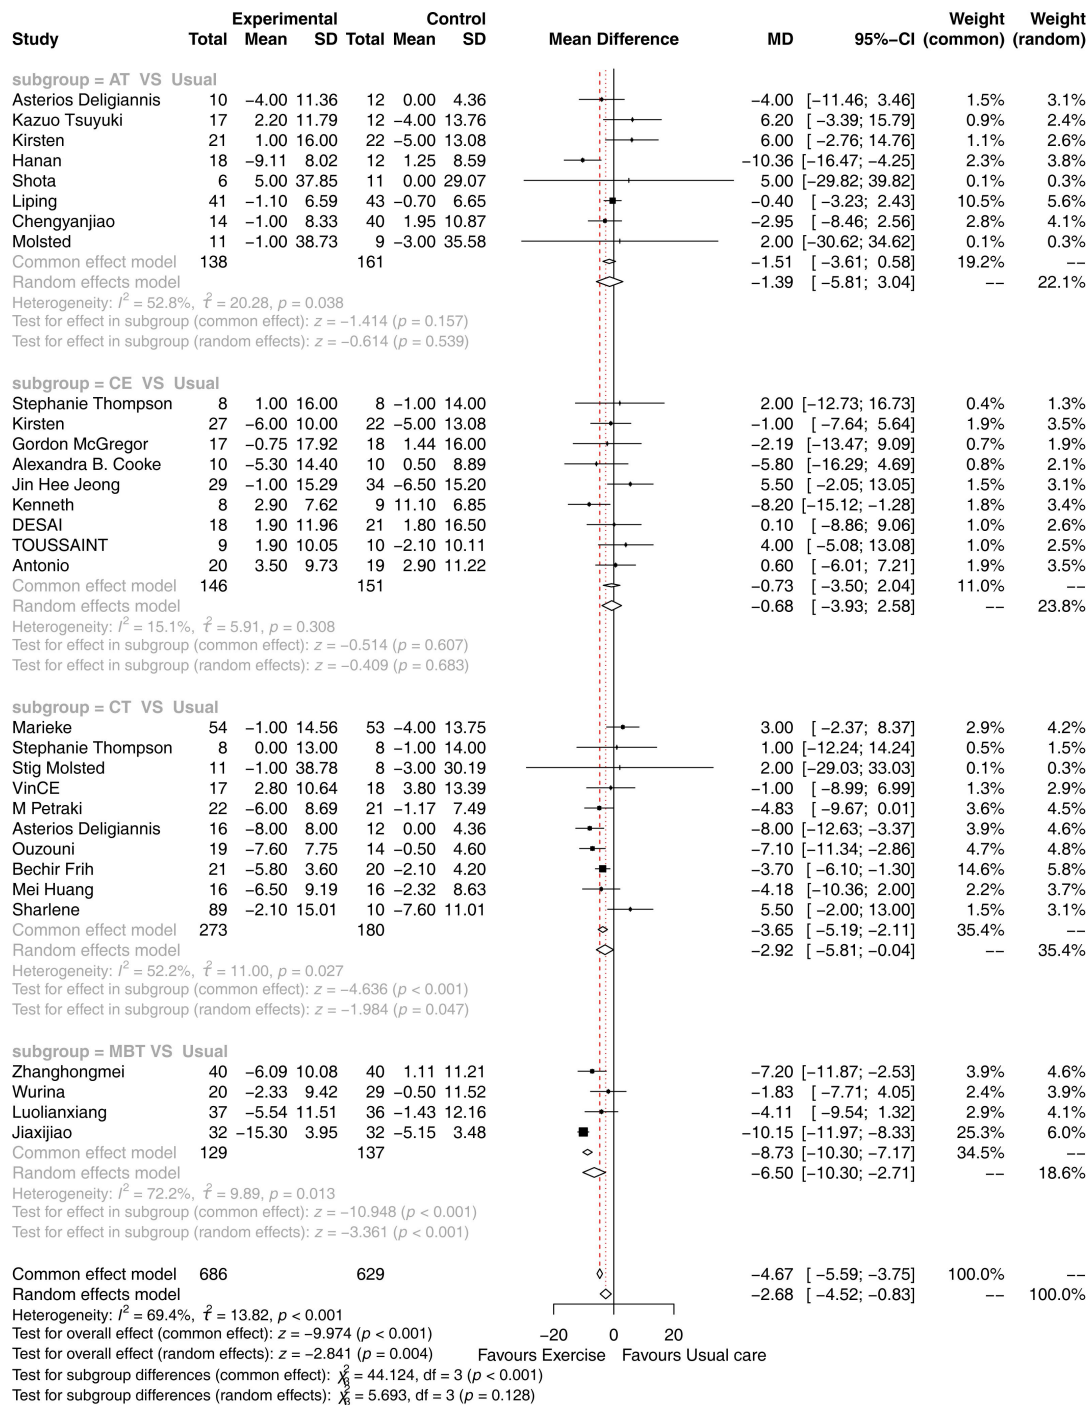 Experimental Control Weight Weight
Study Total Mean SD Total Mean SD Mean Difference MD 95%−CI (common) (random)
subgroup = AT VS Usual
Asterios Deligiannis 10 −4.00 11.36 12 0.00 4.36 −4.00 [−11.46; 3.46] 1.5% 3.1%
Kazuo Tsuyuki 17 2.20 11.79 12 −4.00 13.76 6.20 [ −3.39; 15.79] 0.9% 2.4%
Kirsten 21 1.00 16.00 22 −5.00 13.08 6.00 [ −2.76; 14.76] 1.1% 2.6%
Hanan 18 −9.11 8.02 12 1.25 8.59 −10.36 [−16.47; −4.25] 2.3% 3.8%
Shota 6 5.00 37.85 11 0.00 29.07 5.00 [−29.82; 39.82] 0.1% 0.3%
Liping 41 −1.10 6.59 43 −0.70 6.65 −0.40 [ −3.23; 2.43] 10.5% 5.6%
Chengyanjiao 14 −1.00 8.33 40 1.95 10.87 −2.95 [ −8.46; 2.56] 2.8% 4.1%
Molsted 11 −1.00 38.73 9 −3.00 35.58 2.00 [−30.62; 34.62] 0.1% 0.3%
Common effect model 138 161 −1.51 [ −3.61; 0.58] 19.2% −−
Random effects model −1.39 [ −5.81; 3.04] −− 22.1%
Heterogeneity: I² = 52.8%, τ̂² = 20.28, p = 0.038
Test for effect in subgroup (common effect): z = −1.414 (p = 0.157)
Test for effect in subgroup (random effects): z = −0.614 (p = 0.539)
subgroup = CE VS Usual
Stephanie Thompson 8 1.00 16.00 8 −1.00 14.00 2.00 [−12.73; 16.73] 0.4% 1.3%
Kirsten 27 −6.00 10.00 22 −5.00 13.08 −1.00 [ −7.64; 5.64] 1.9% 3.5%
Gordon McGregor 17 −0.75 17.92 18 1.44 16.00 −2.19 [−13.47; 9.09] 0.7% 1.9%
Alexandra B. Cooke 10 −5.30 14.40 10 0.50 8.89 −5.80 [−16.29; 4.69] 0.8% 2.1%
Jin Hee Jeong 29 −1.00 15.29 34 −6.50 15.20 5.50 [ −2.05; 13.05] 1.5% 3.1%
Kenneth 8 2.90 7.62 9 11.10 6.85 −8.20 [−15.12; −1.28] 1.8% 3.4%
DESAI 18 1.90 11.96 21 1.80 16.50 0.10 [ −8.86; 9.06] 1.0% 2.6%
TOUSSAINT 9 1.90 10.05 10 −2.10 10.11 4.00 [ −5.08; 13.08] 1.0% 2.5%
Antonio 20 3.50 9.73 19 2.90 11.22 0.60 [ −6.01; 7.21] 1.9% 3.5%
Common effect model 146 151 −0.73 [ −3.50; 2.04] 11.0% −−
Random effects model −0.68 [ −3.93; 2.58] −− 23.8%
Heterogeneity: I² = 15.1%, τ̂² = 5.91, p = 0.308
Test for effect in subgroup (common effect): z = −0.514 (p = 0.607)
Test for effect in subgroup (random effects): z = −0.409 (p = 0.683)
subgroup = CT VS Usual
Marieke 54 −1.00 14.56 53 −4.00 13.75 3.00 [ −2.37; 8.37] 2.9% 4.2%
Stephanie Thompson 8 0.00 13.00 8 −1.00 14.00 1.00 [−12.24; 14.24] 0.5% 1.5%
Stig Molsted 11 −1.00 38.78 8 −3.00 30.19 2.00 [−29.03; 33.03] 0.1% 0.3%
VinCE 17 2.80 10.64 18 3.80 13.39 −1.00 [ −8.99; 6.99] 1.3% 2.9%
M Petraki 22 −6.00 8.69 21 −1.17 7.49 −4.83 [ −9.67; 0.01] 3.6% 4.5%
Asterios Deligiannis 16 −8.00 8.00 12 0.00 4.36 −8.00 [−12.63; −3.37] 3.9% 4.6%
Ouzouni 19 −7.60 7.75 14 −0.50 4.60 −7.10 [−11.34; −2.86] 4.7% 4.8%
Bechir Frih 21 −5.80 3.60 20 −2.10 4.20 −3.70 [ −6.10; −1.30] 14.6% 5.8%
Mei Huang 16 −6.50 9.19 16 −2.32 8.63 −4.18 [−10.36; 2.00] 2.2% 3.7%
Sharlene 89 −2.10 15.01 10 −7.60 11.01 5.50 [ −2.00; 13.00] 1.5% 3.1%
Common effect model 273 180 −3.65 [ −5.19; −2.11] 35.4% −−
Random effects model −2.92 [ −5.81; −0.04] −− 35.4%
Heterogeneity: I² = 52.2%, τ̂² = 11.00, p = 0.027
Test for effect in subgroup (common effect): z = −4.636 (p < 0.001)
Test for effect in subgroup (random effects): z = −1.984 (p = 0.047)
subgroup = MBT VS Usual
Zhanghongmei 40 −6.09 10.08 40 1.11 11.21 −7.20 [−11.87; −2.53] 3.9% 4.6%
Wurina 20 −2.33 9.42 29 −0.50 11.52 −1.83 [ −7.71; 4.05] 2.4% 3.9%
Luolianxiang 37 −5.54 11.51 36 −1.43 12.16 −4.11 [ −9.54; 1.32] 2.9% 4.1%
Jiaxijiao 32 −15.30 3.95 32 −5.15 3.48 −10.15 [−11.97; −8.33] 25.3% 6.0%
Common effect model 129 137 −8.73 [−10.30; −7.17] 34.5% −−
Random effects model −6.50 [−10.30; −2.71] −− 18.6%
Heterogeneity: I² = 72.2%, τ̂² = 9.89, p = 0.013
Test for effect in subgroup (common effect): z = −10.948 (p < 0.001)
Test for effect in subgroup (random effects): z = −3.361 (p < 0.001)
Common effect model 686 629 −4.67 [ −5.59; −3.75] 100.0% −−
Random effects model −2.68 [ −4.52; −0.83] −− 100.0%
Heterogeneity: I² = 69.4%, τ̂² = 13.82, p < 0.001
Test for overall effect (common effect): z = −9.974 (p < 0.001) −20 0 20
Test for overall effect (random effects): z = −2.841 (p = 0.004) Favours Exercise Favours Usual care
Test for subgroup differences (common effect): χ²₃ = 44.124, df = 3 (p < 0.001)
Test for subgroup differences (random effects): χ²₃ = 5.693, df = 3 (p = 0.128)